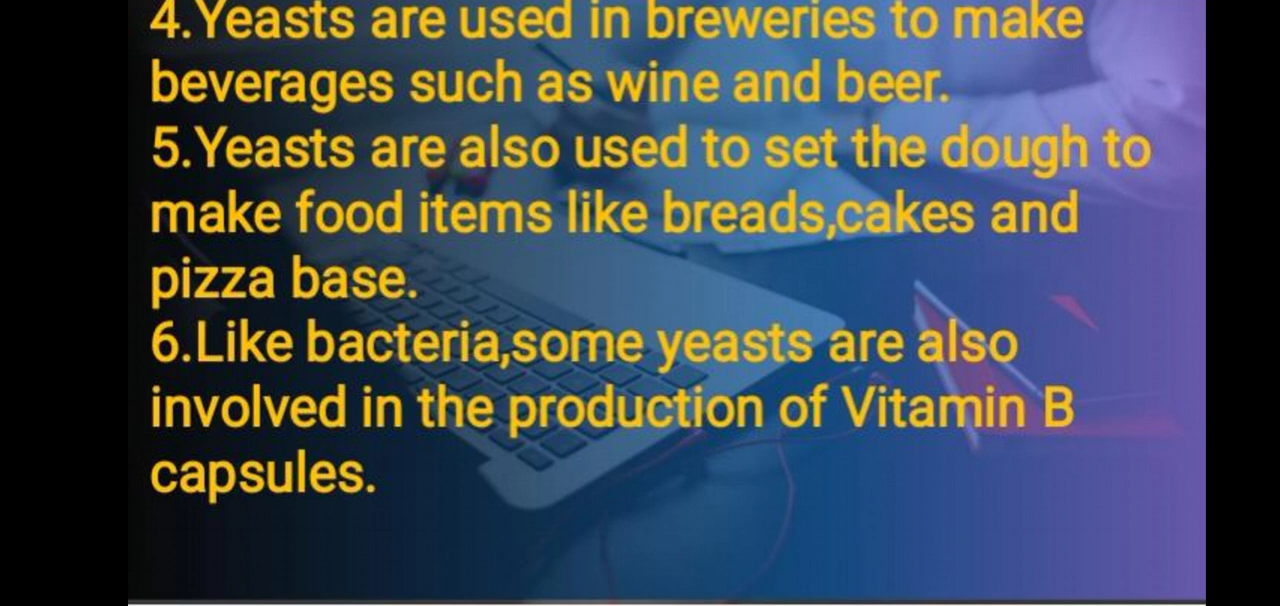 4.Yeasts are used in breweries to make
beverages such as wine and beer.
5.Yeasts are also used to set the dough to
make food items like breads,cakes and
pizza base.
6.Like bacteria,some yeasts are also
involved in the production of Vitamin B
capsules.